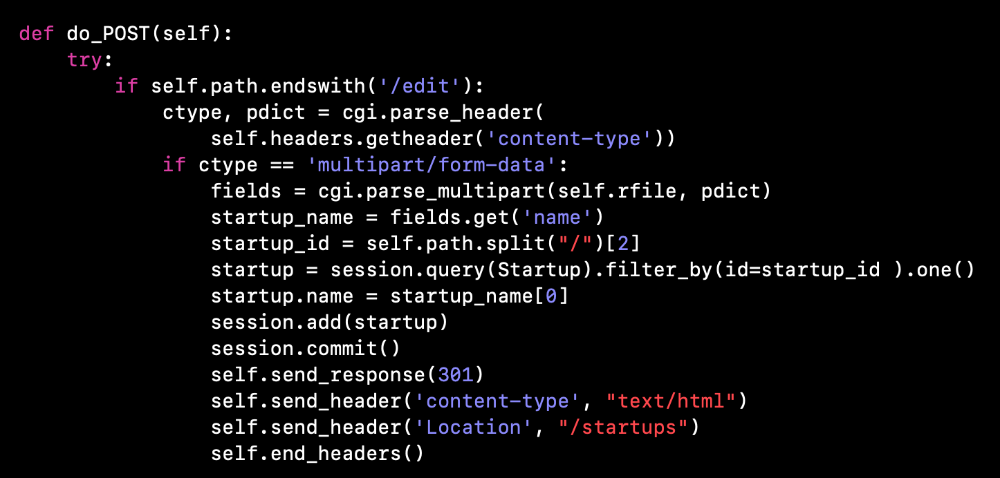 def do_POST(self):
    try:
        if self.path.endswith('/edit'):
            ctype, pdict = cgi.parse_header(
                self.headers.getheader('content-type'))
            if ctype == 'multipart/form-data':
                fields = cgi.parse_multipart(self.rfile, pdict)
                startup_name = fields.get('name')
                startup_id = self.path.split("/")[2]
                startup = session.query(Startup).filter_by(id=startup_id ).one()
                startup.name = startup_name[0]
                session.add(startup)
                session.commit()
                self.send_response(301)
                self.send_header('content-type', "text/html")
                self.send_header('Location', "/startups")
                self.end_headers()